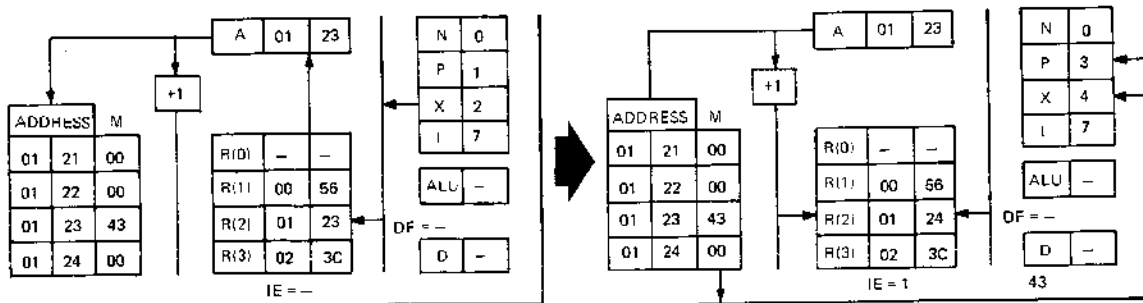 A 01 23
+1
ADDRESS M
01 21 00
01 22 00
01 23 43
01 24 00
R(0) – –
R(1) 00 56
R(2) 01 23
R(3) 02 3C
IE = –
N 0
P 1
X 2
I 7
ALU –
DF = –
D –
A 01 23
+1
ADDRESS M
01 21 00
01 22 00
01 23 43
01 24 00
R(0) – –
R(1) 00 56
R(2) 01 24
R(3) 02 3C
IE = 1
N 0
P 3
X 4
I 7
ALU –
DF = –
D –
43